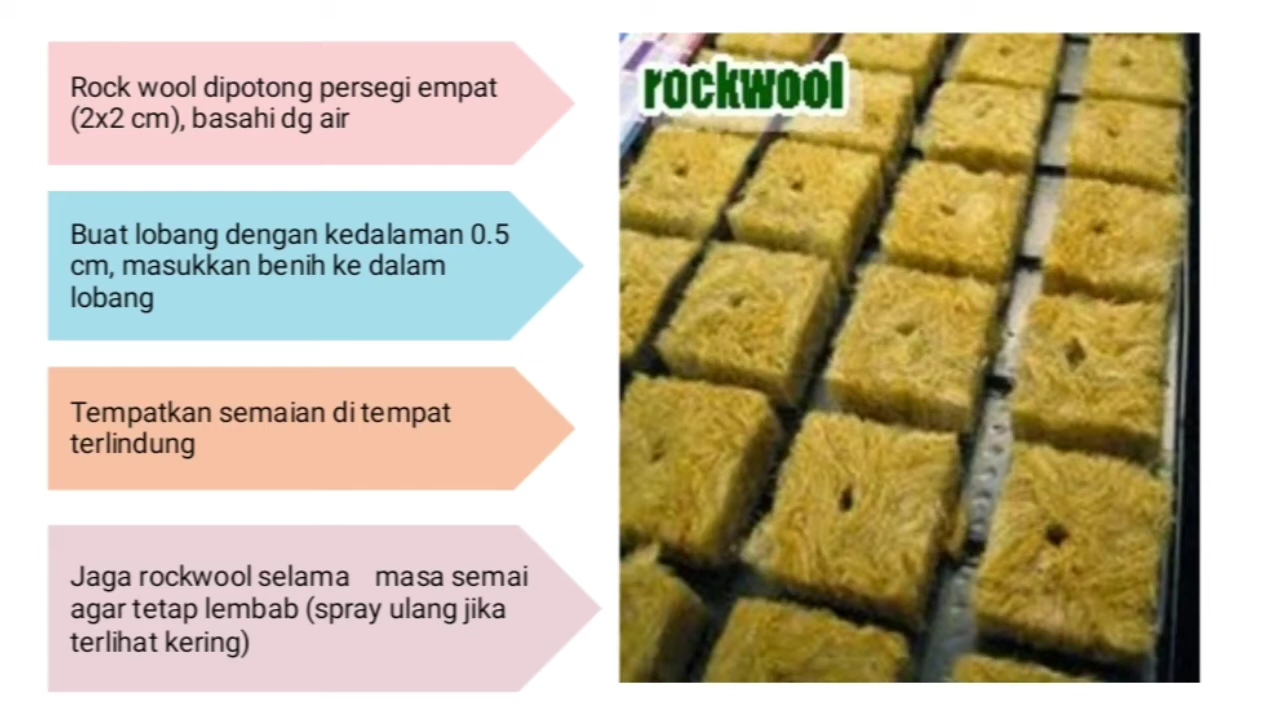 Rock wool dipotong persegi empat
(2x2 cm), basahi dg air
Buat lobang dengan kedalaman 0.5
cm, masukkan benih ke dalam
lobang
Tempatkan semaian di tempat
terlindung
Jaga rockwool selama masa semai
agar tetap lembab (spray ulang jika
terlihat kering)
rockwool